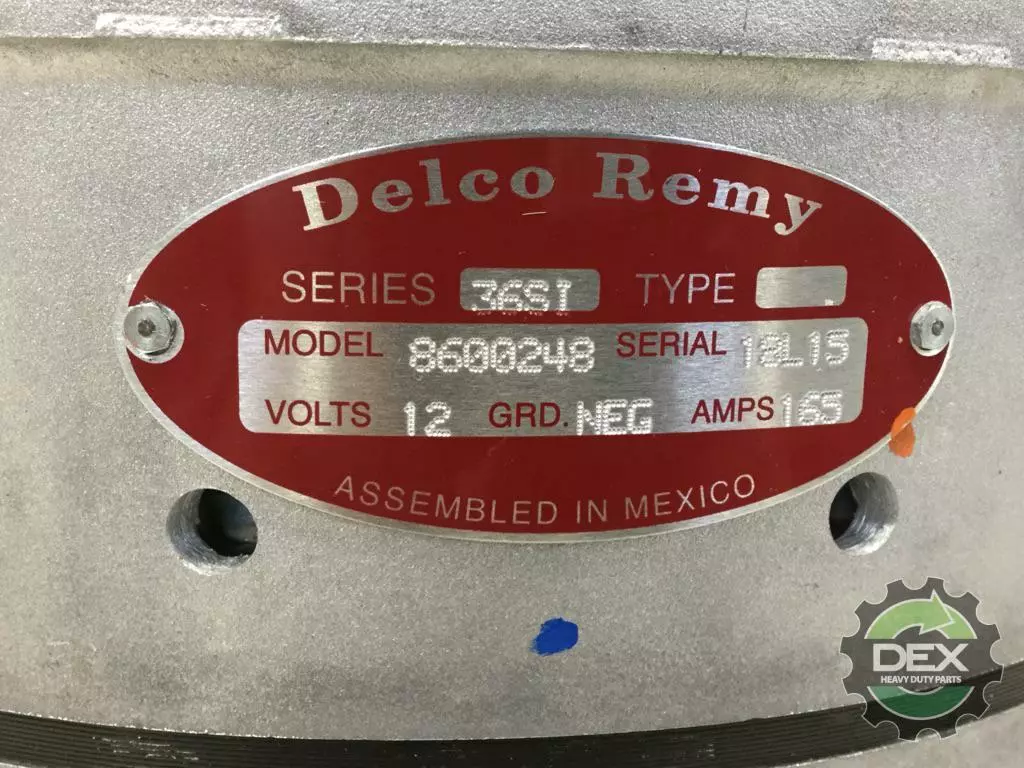 Delco Remy
SERIES 36SI TYPE
MODEL 8600248 SERIAL 18L15
VOLTS 12 GRD. NEG AMPS 165
ASSEMBLED IN MEXICO
DEX
HEAVY DUTY PARTS